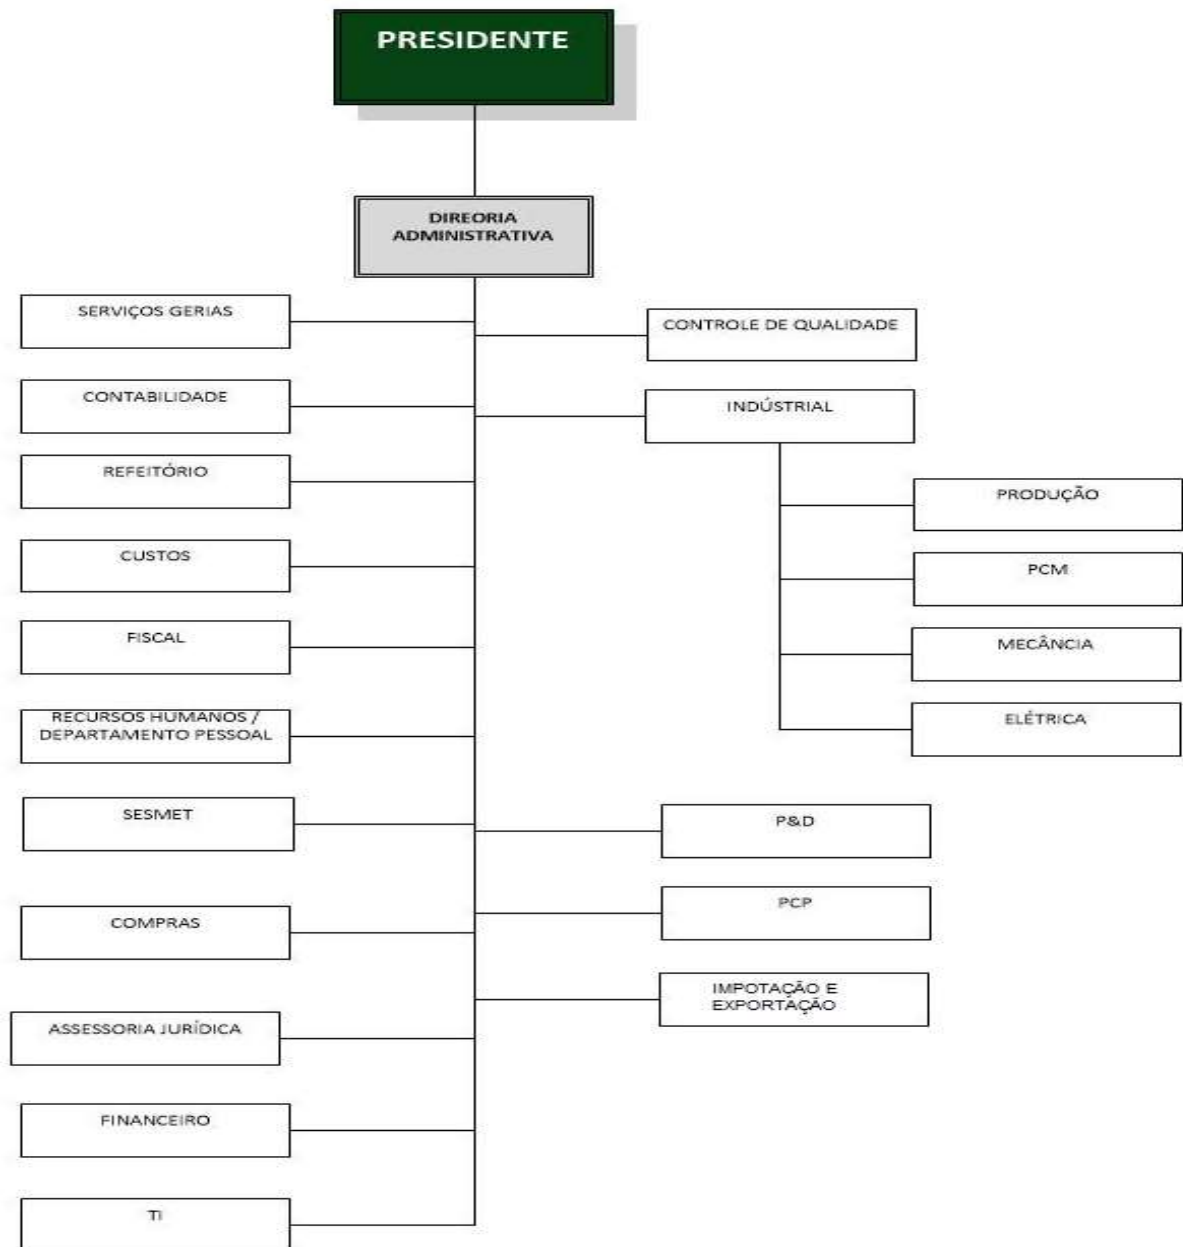 PRESIDENTE
DIREORIA
ADMINISTRATIVA
SERVIÇOS GERIAS
CONTROLE DE QUALIDADE
CONTABILIDADE
INDÚSTRIAL
REFEITÓRIO
PRODUÇÃO
CUSTOS
PCM
FISCAL
MECÂNCIA
RECURSOS HUMANOS /
DEPARTAMENTO PESSOAL
ELÉTRICA
SESMET
P&D
COMPRAS
PCP
IMPOTAÇÃO E
EXPORTAÇÃO
ASSESSORIA JURÍDICA
FINANCEIRO
TI